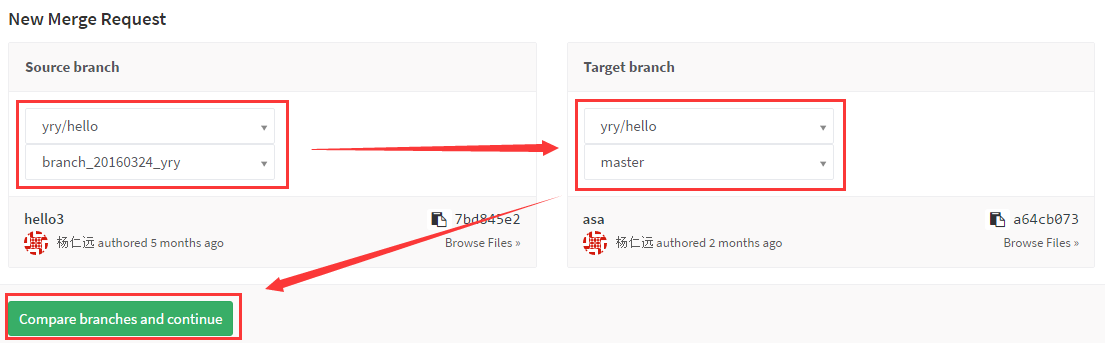 New Merge Request
Source branch
yry/hello
branch_20160324_yry
hello3 7bd845e2
杨仁远 authored 5 months ago Browse Files »
Target branch
yry/hello
master
asa a64cb073
杨仁远 authored 2 months ago Browse Files »
Compare branches and continue